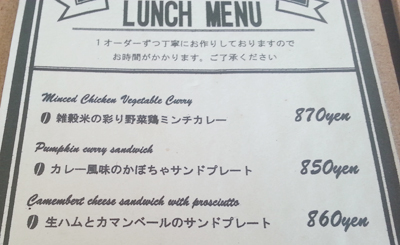 LUNCH MENU
1オーダーずつ丁寧にお作りしておりますので
お時間がかかります。ご了承ください
Minced Chicken Vegetable Curry
雑穀米の彩り野菜鶏ミンチカレー 870yen
Pumpkin curry sandwich
カレー風味のかぼちゃサンドプレート 850yen
Camembert cheese sandwich with prosciutto
生ハムとカマンベールのサンドプレート 860yen